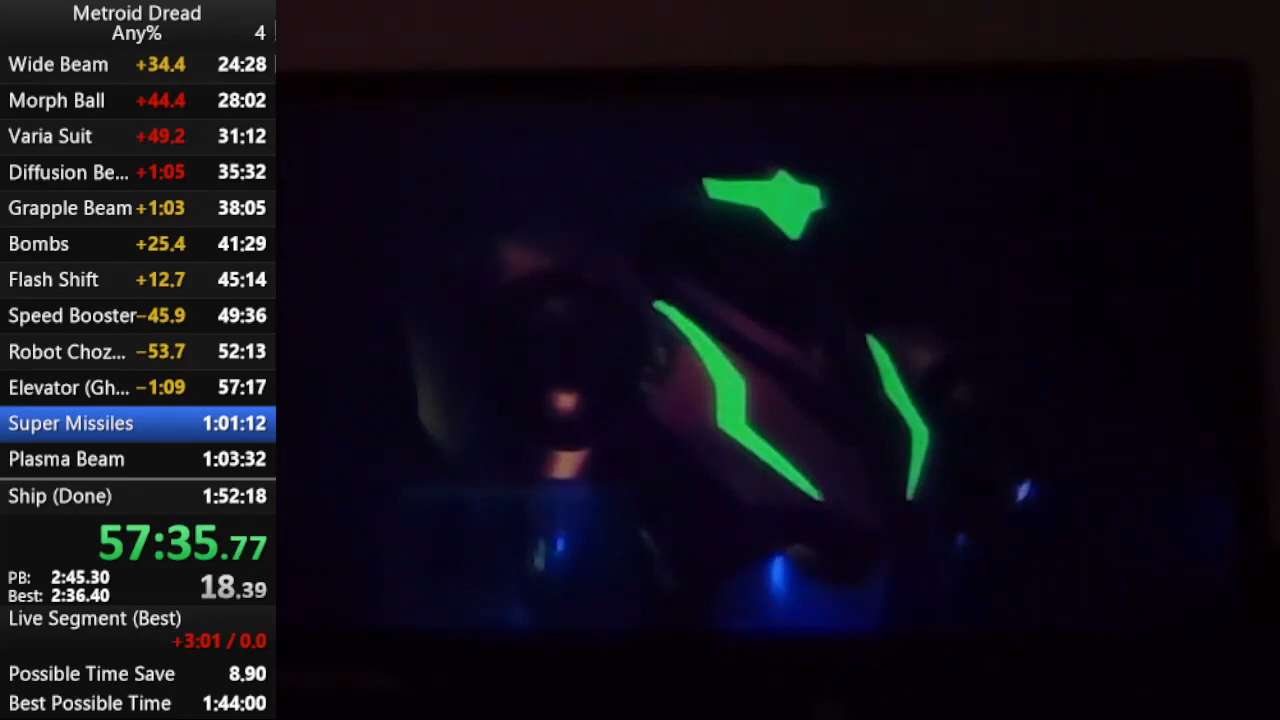 Metroid Dread
Any% 4
Wide Beam +34.4 24:28
Morph Ball +44.4 28:02
Varia Suit +49.2 31:12
Diffusion Be... +1:05 35:32
Grapple Beam +1:03 38:05
Bombs +25.4 41:29
Flash Shift +12.7 45:14
Speed Booster −45.9 49:36
Robot Choz... −53.7 52:13
Elevator (Gh... −1:09 57:17
Super Missiles 1:01:12
Plasma Beam 1:03:32
Ship (Done) 1:52:18
57:35.77
PB: 2:45.30 18.39
Best: 2:36.40
Live Segment (Best)
+3:01 / 0.0
Possible Time Save 8.90
Best Possible Time 1:44:00